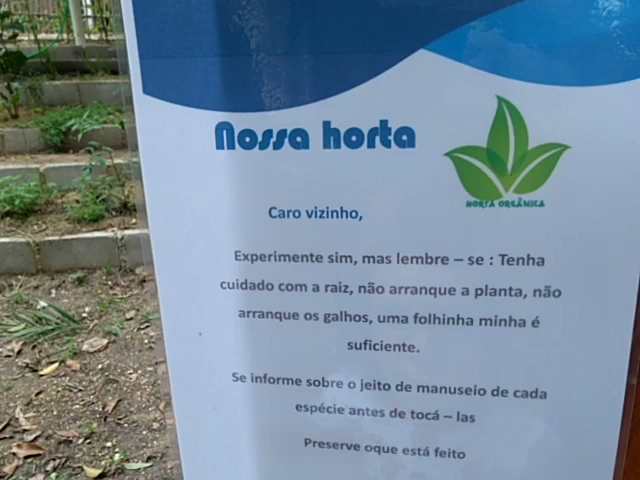 Nossa horta
HORTA ORGÂNICA
Caro vizinho,
Experimente sim, mas lembre – se : Tenha
cuidado com a raiz, não arranque a planta, não
arranque os galhos, uma folhinha minha é
suficiente.
Se informe sobre o jeito de manuseio de cada
espécie antes de tocá – las
Preserve oque está feito